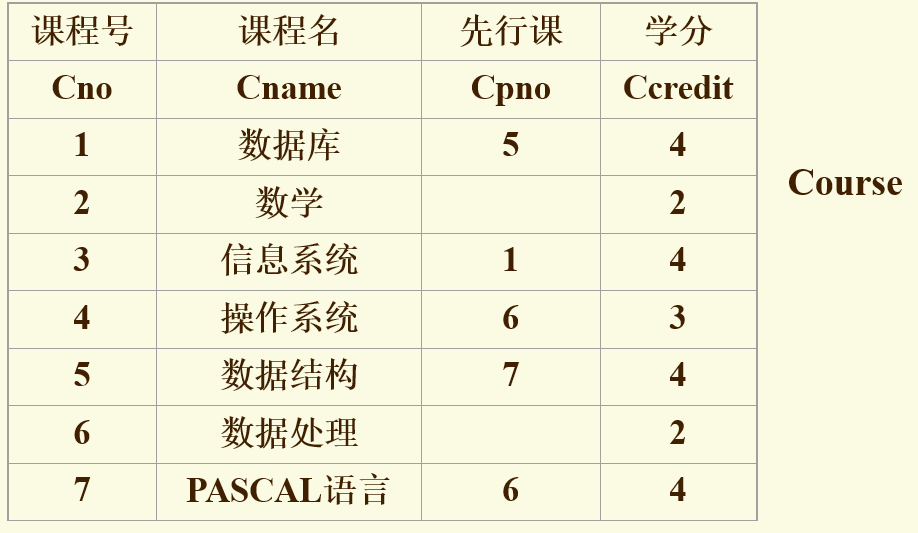 课程号 课程名 先行课 学分
Cno Cname Cpno Ccredit
1 数据库 5 4
Course
2 数学 2
3 信息系统 1 4
4 操作系统 6 3
5 数据结构 7 4
6 数据处理 2
7 PASCAL语言 6 4